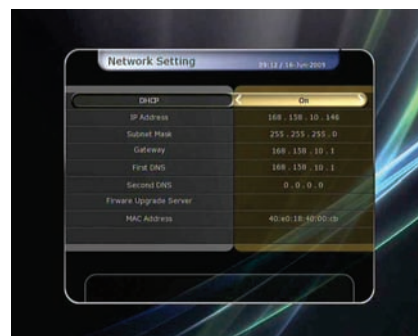 Network Setting 09:12 / 16-Jun-2009
DHCP On
IP Address 168 . 158 . 10 . 146
Subnet Mask 255 . 255 . 255 . 0
Gateway 168 . 158 . 10 . 1
First DNS 168 . 158 . 10 . 1
Second DNS 0 . 0 . 0 . 0
Firware Upgrade Server
MAC Address 40:e0:18:40:00:cb